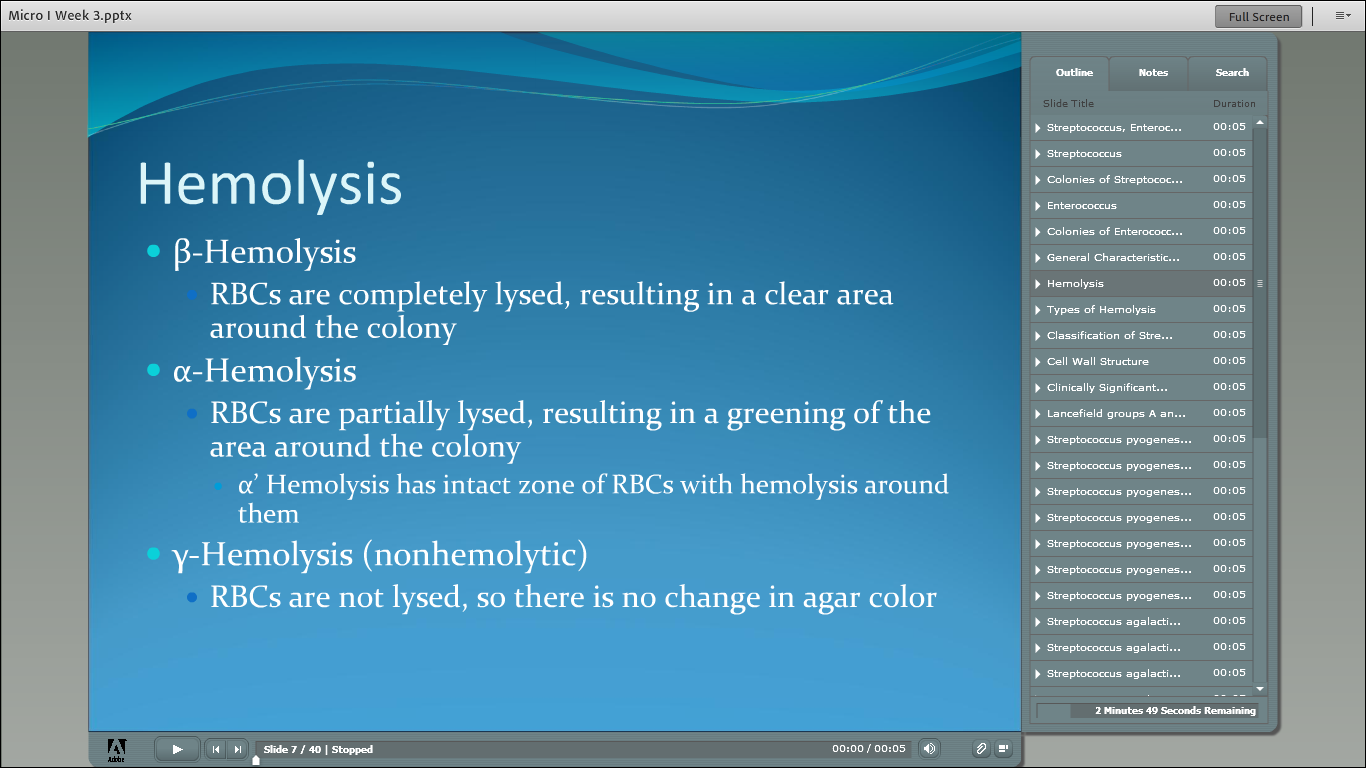 Micro I Week 3.pptx
Full Screen
Hemolysis
β-Hemolysis
RBCs are completely lysed, resulting in a clear area
around the colony
α-Hemolysis
RBCs are partially lysed, resulting in a greening of the
area around the colony
α’ Hemolysis has intact zone of RBCs with hemolysis around
them
γ-Hemolysis (nonhemolytic)
RBCs are not lysed, so there is no change in agar color
Outline Notes Search
Slide Title Duration
Streptococcus, Enteroc... 00:05
Streptococcus 00:05
Colonies of Streptococ... 00:05
Enterococcus 00:05
Colonies of Enterococc... 00:05
General Characteristic... 00:05
Hemolysis 00:05
Types of Hemolysis 00:05
Classification of Stre... 00:05
Cell Wall Structure 00:05
Clinically Significant... 00:05
Lancefield groups A an... 00:05
Streptococcus pyogenes... 00:05
Streptococcus pyogenes... 00:05
Streptococcus pyogenes... 00:05
Streptococcus pyogenes... 00:05
Streptococcus pyogenes... 00:05
Streptococcus pyogenes... 00:05
Streptococcus pyogenes... 00:05
Streptococcus agalacti... 00:05
Streptococcus agalacti... 00:05
Streptococcus agalacti... 00:05
2 Minutes 49 Seconds Remaining
Adobe
Slide 7 / 40 | Stopped
00:00 / 00:05